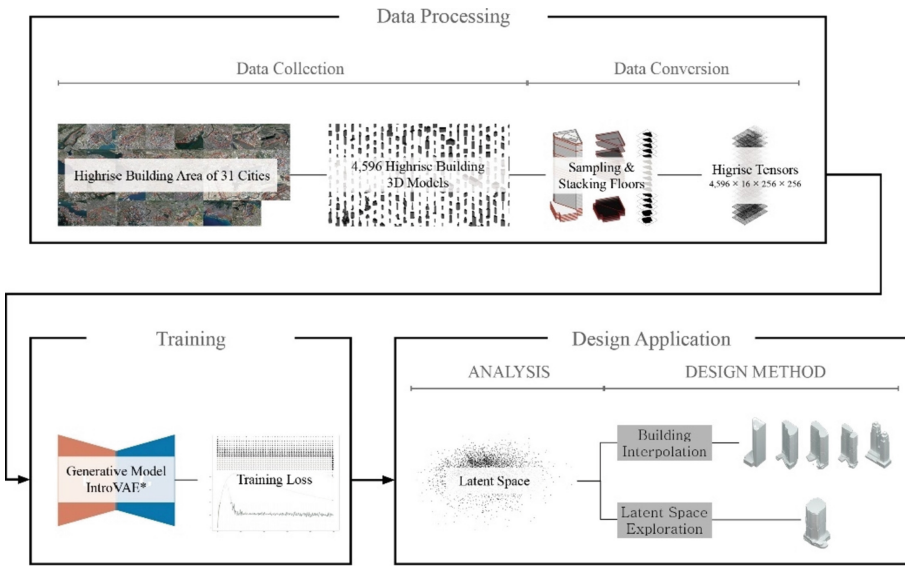 Data Processing
Data Collection
Data Conversion
Highrise Building Area of 31 Cities
4,596 Highrise Building
3D Models
Sampling &
Stacking Floors
Higrise Tensors
4,596 × 16 × 256 × 256
Training
Generative Model
IntroVAE*
Training Loss
Design Application
ANALYSIS
DESIGN METHOD
Latent Space
Building
Interpolation
Latent Space
Exploration